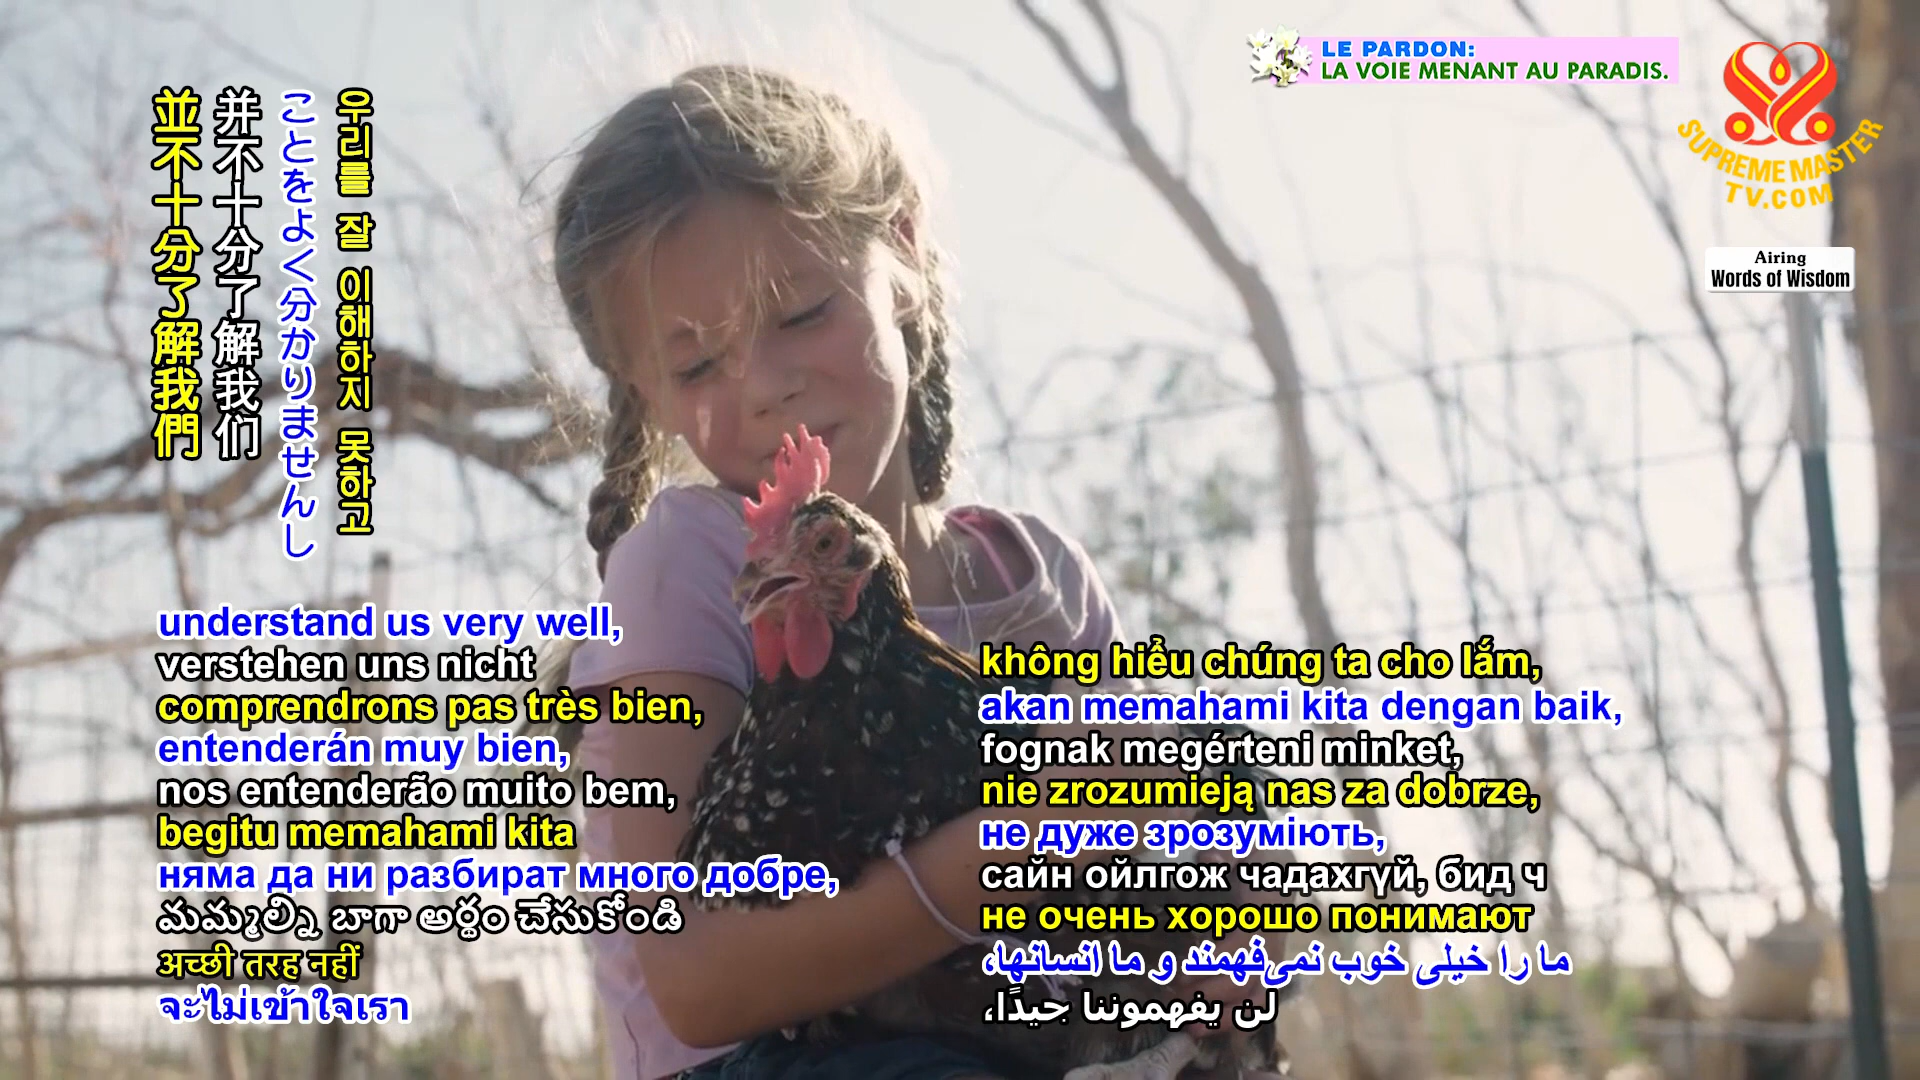 LE PARDON:
LA VOIE MENANT AU PARADIS.
SUPREME MASTER
TV.COM
Airing
Words of Wisdom
우리를 잘 이해하지 못하고
ことをよく分かりませんし
并不十分了解我们
並不十分了解我們
understand us very well,
verstehen uns nicht
comprendrons pas très bien,
entenderán muy bien,
nos entenderão muito bem,
begitu memahami kita
няма да ни разбират много добре,
మమ్మల్ని బాగా అర్థం చేసుకోండి
अच्छी तरह नहीं
จะไม่เข้าใจเรา
không hiểu chúng ta cho lắm,
akan memahami kita dengan baik,
fognak megérteni minket,
nie zrozumieją nas za dobrze,
не дуже зрозуміють,
сайн ойлгож чадахгүй, бид ч
не очень хорошо понимают
ما را خیلی خوب نمی‌فهمند و ما انسانها،
لن يفهموننا جيدًا،